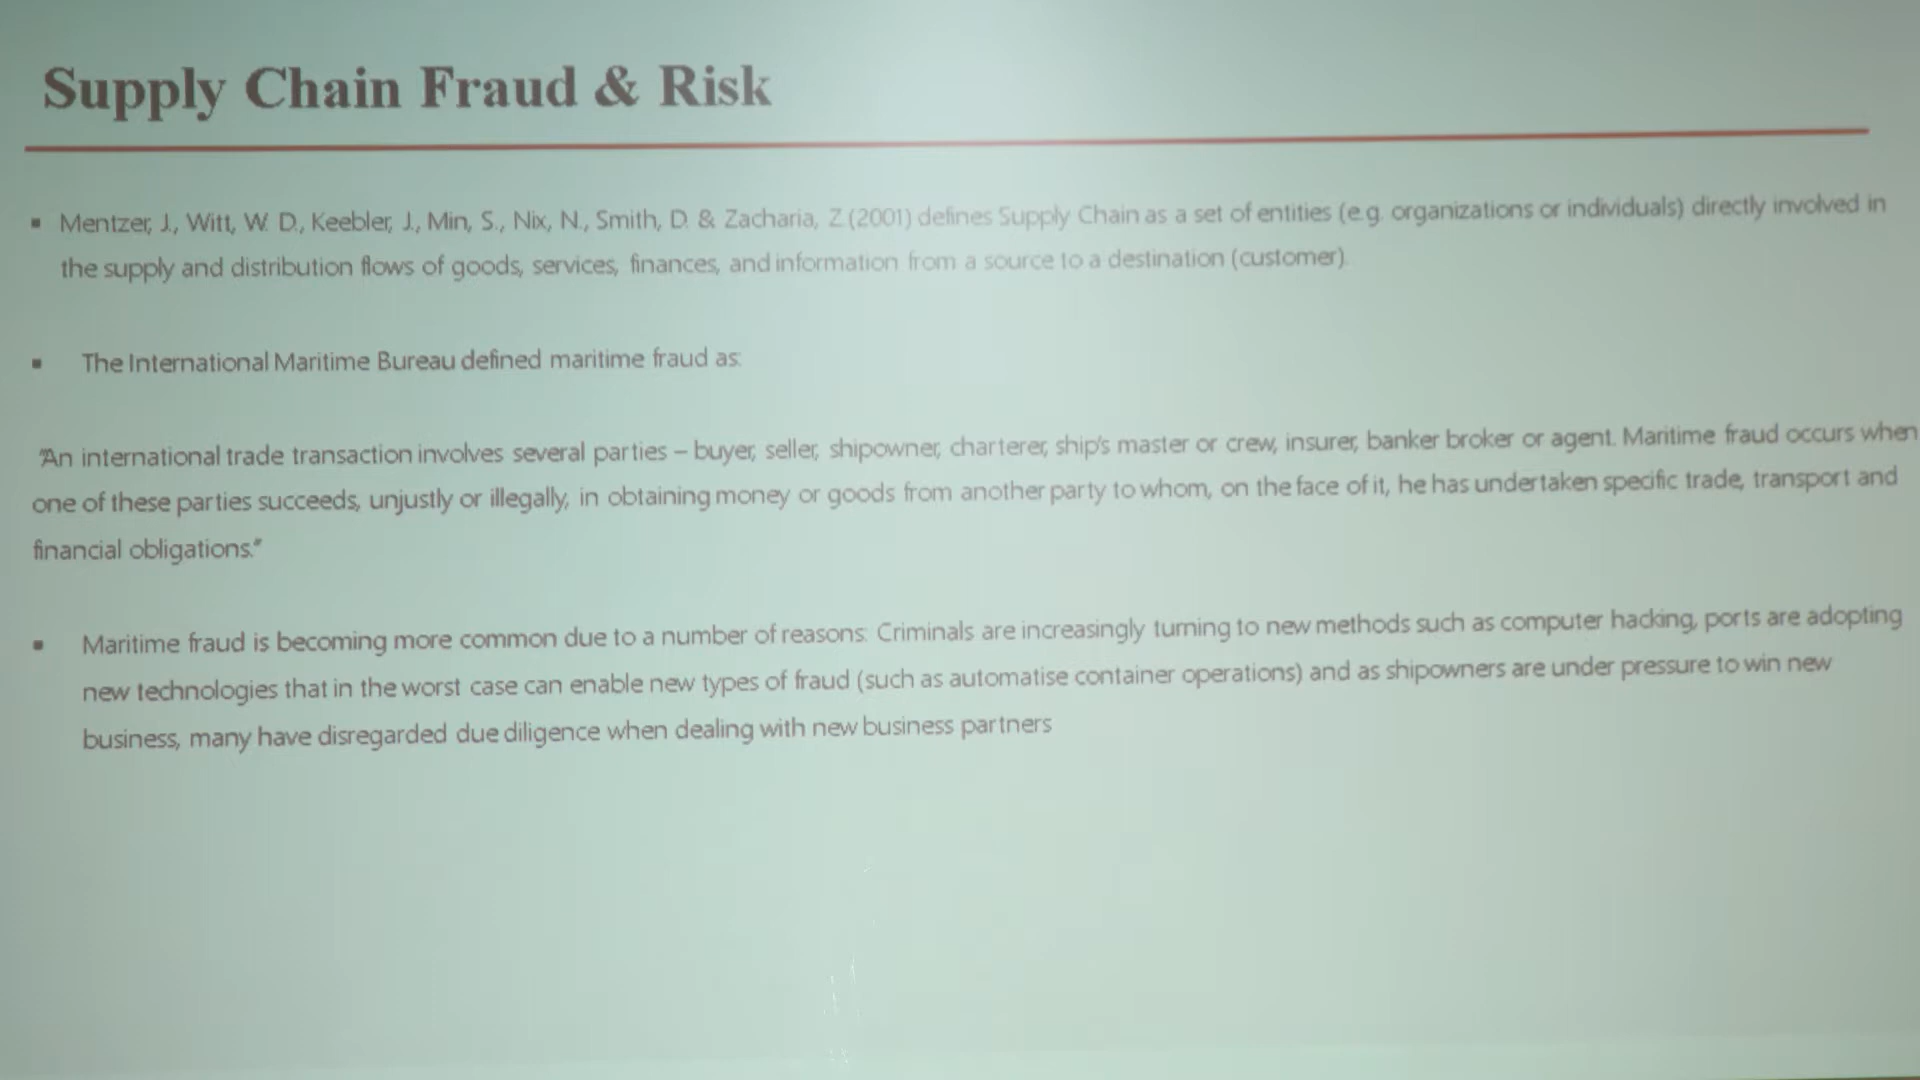 Supply Chain Fraud & Risk
▪ Mentzer, J., Witt, W. D., Keebler, J., Min, S., Nix, N., Smith, D. & Zacharia, Z (2001) defines Supply Chain as a set of entities (e.g. organizations or individuals) directly involved in
the supply and distribution flows of goods, services, finances, and information from a source to a destination (customer).
▪ The International Maritime Bureau defined maritime fraud as:
“An international trade transaction involves several parties – buyer, seller, shipowner, charterer, ship’s master or crew, insurer, banker broker or agent. Maritime fraud occurs when
one of these parties succeeds, unjustly or illegally, in obtaining money or goods from another party to whom, on the face of it, he has undertaken specific trade, transport and
financial obligations.”
▪ Maritime fraud is becoming more common due to a number of reasons: Criminals are increasingly turning to new methods such as computer hacking, ports are adopting
new technologies that in the worst case can enable new types of fraud (such as automatise container operations) and as shipowners are under pressure to win new
business, many have disregarded due diligence when dealing with new business partners